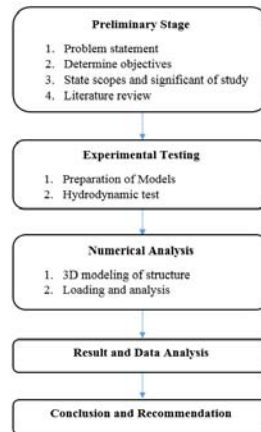 Preliminary Stage
1. Problem statement
2. Determine objectives
3. State scopes and significant of study
4. Literature review
Experimental Testing
1. Preparation of Models
2. Hydrodynamic test
Numerical Analysis
1. 3D modeling of structure
2. Loading and analysis
Result and Data Analysis
Conclusion and Recommendation